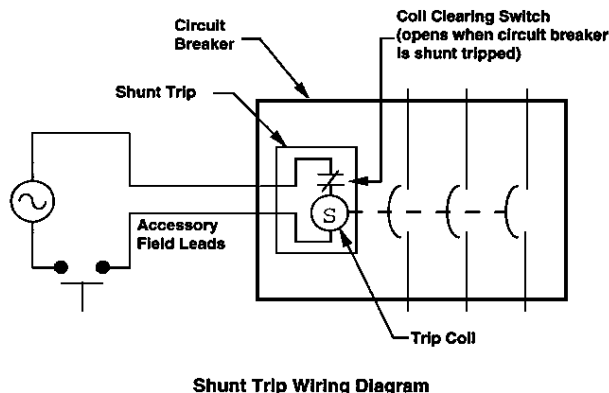 Coil Clearing Switch
(opens when circuit breaker
is shunt tripped)
Circuit
Breaker
Shunt Trip
S
Accessory
Field Leads
Trip Coil
Shunt Trip Wiring Diagram